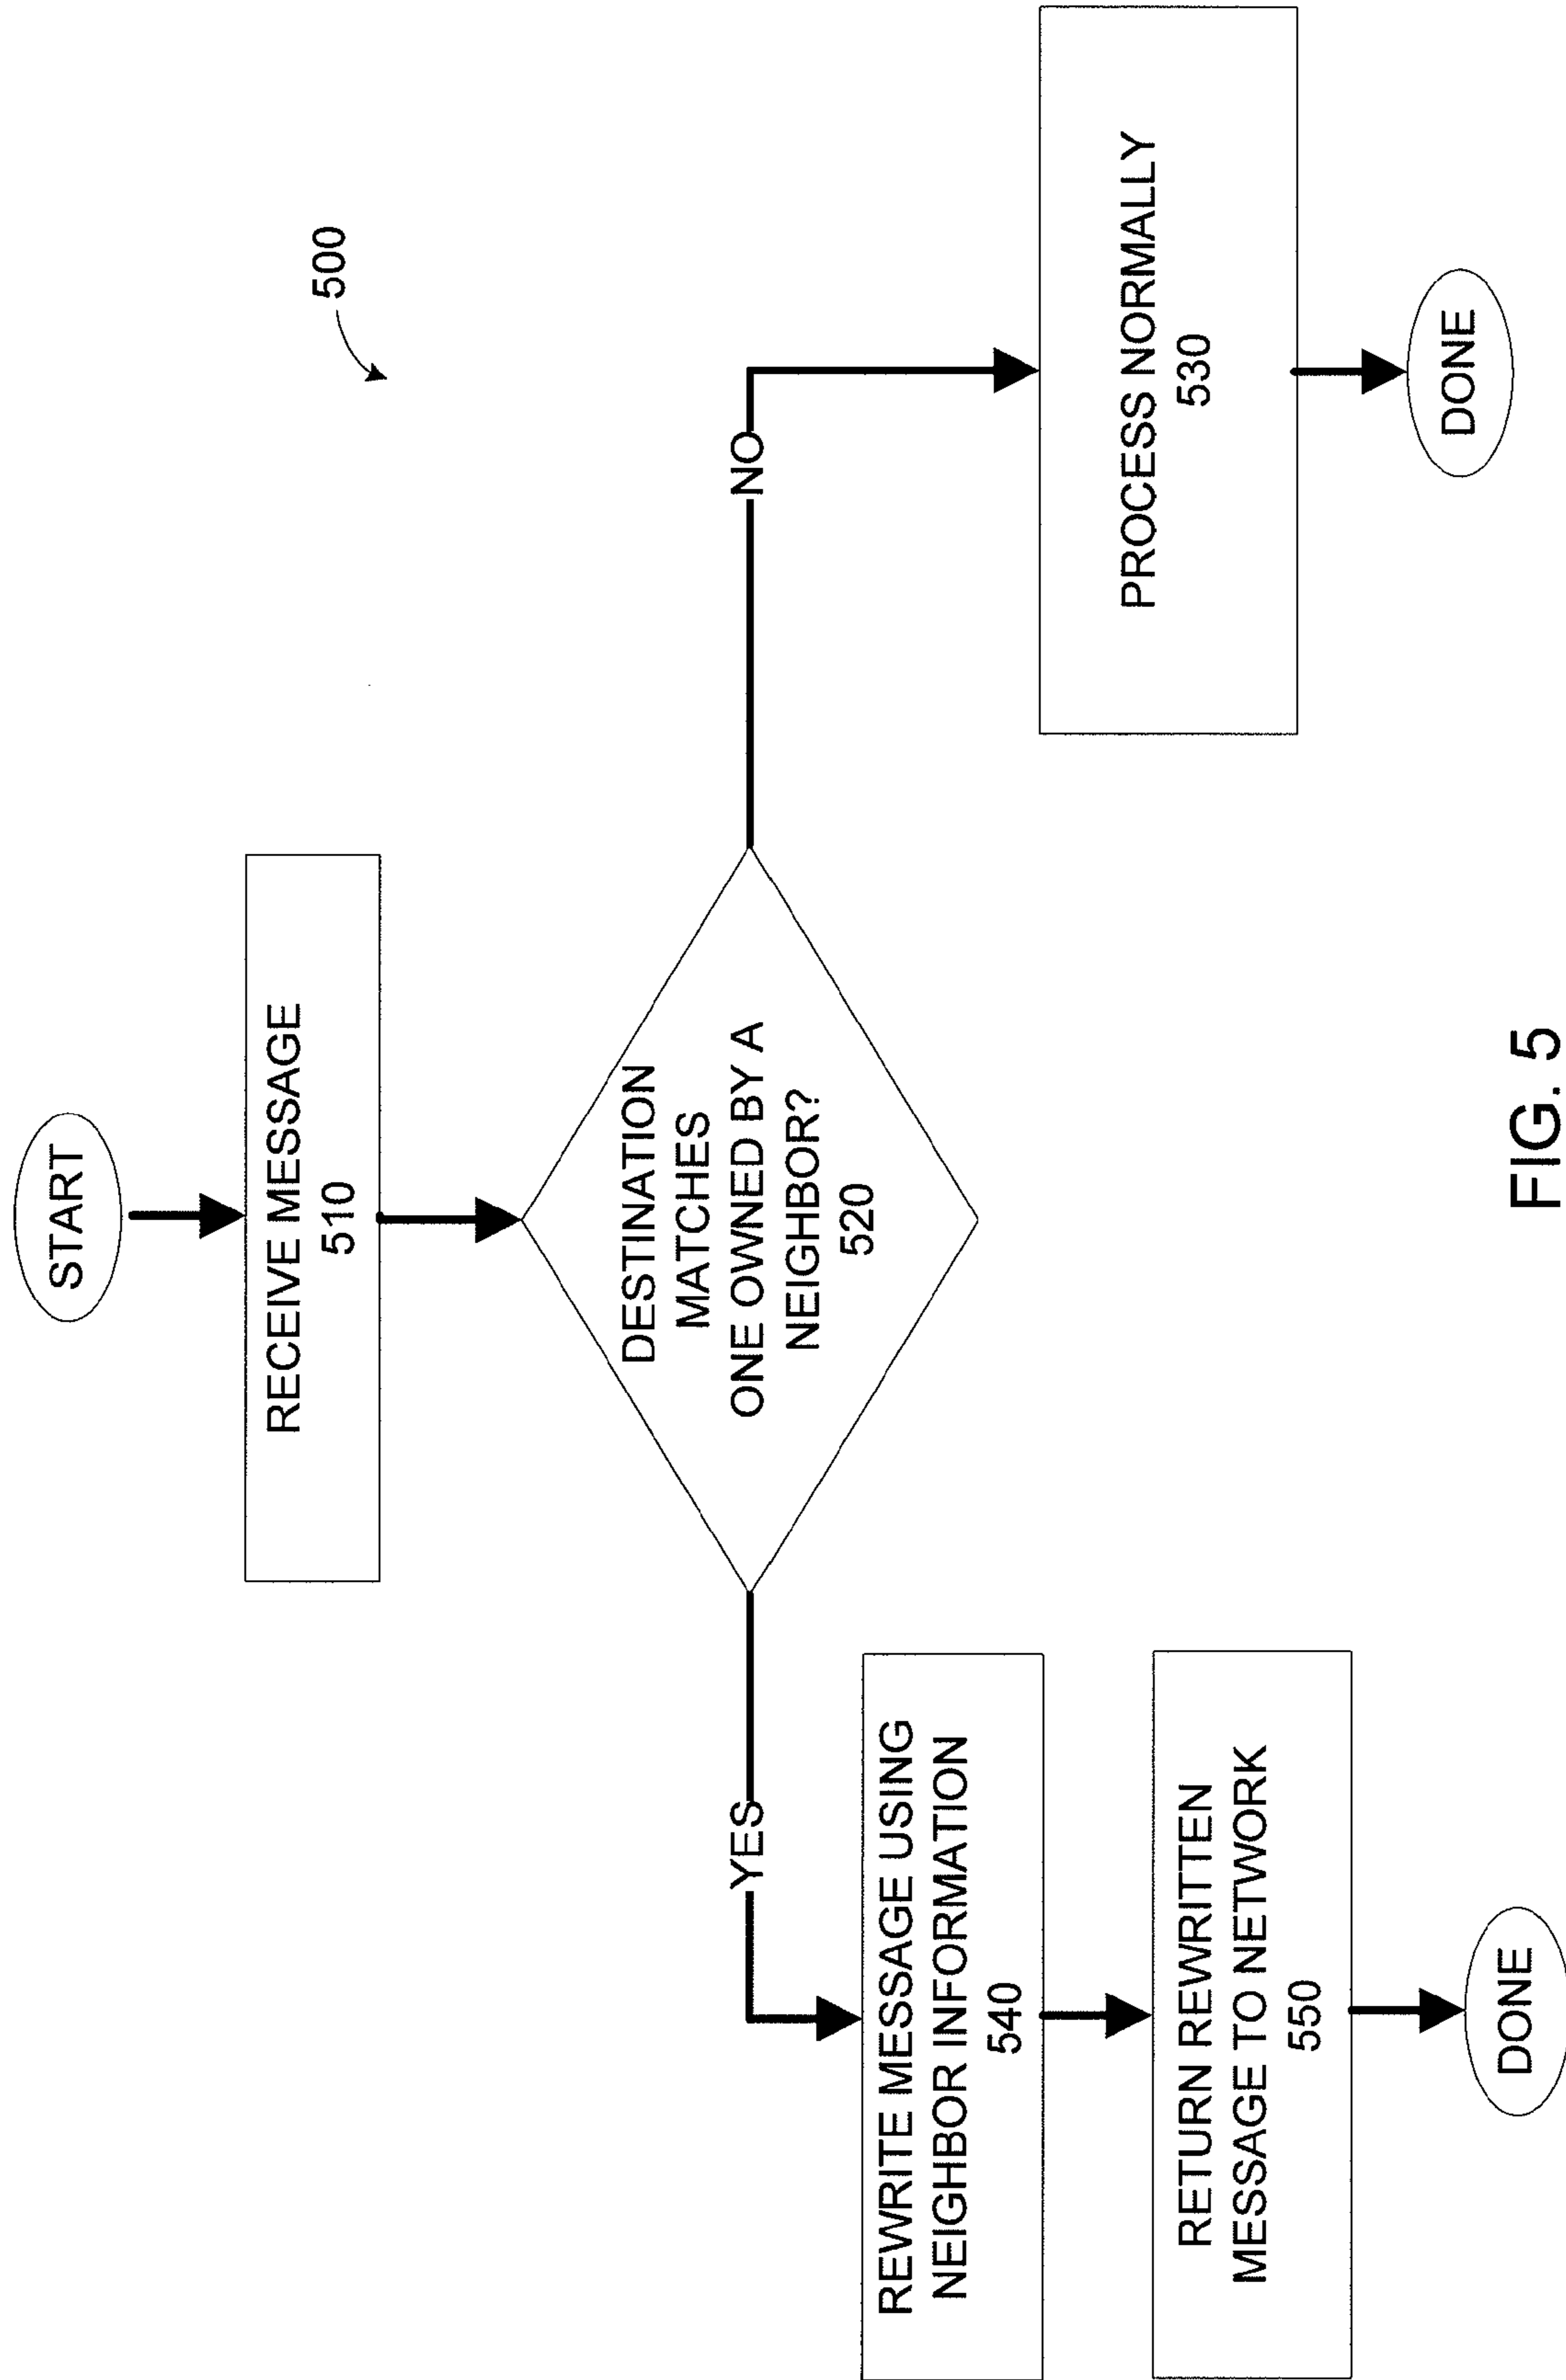 500
START
RECEIVE MESSAGE
510
DESTINATION
MATCHES
ONE OWNED BY A
NEIGHBOR?
520
YES
NO
REWRITE MESSAGE USING
NEIGHBOR INFORMATION
540
PROCESS NORMALLY
530
RETURN REWRITTEN
MESSAGE TO NETWORK
550
DONE
DONE
FIG. 5